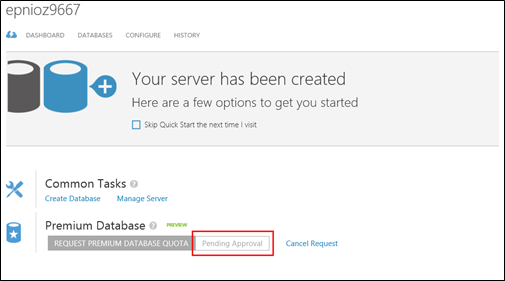 epnioz9667
DASHBOARD DATABASES CONFIGURE HISTORY
Your server has been created
Here are a few options to get you started
Skip Quick Start the next time I visit
Common Tasks ?
Create Database Manage Server
Premium Database ? PREVIEW
REQUEST PREMIUM DATABASE QUOTA Pending Approval Cancel Request